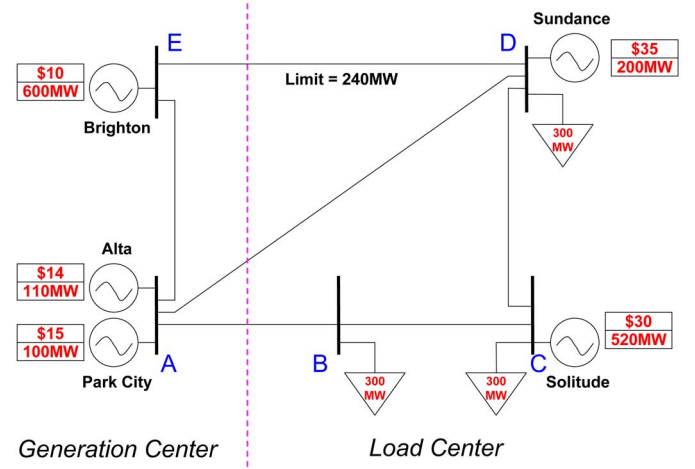 Sundance
E
D
$35
200MW
$10
600MW
Limit = 240MW
Brighton
300
MW
Alta
$14
110MW
$15
100MW
$30
520MW
A
B
C
Park City
300
MW
300
MW
Solitude
Generation Center
Load Center